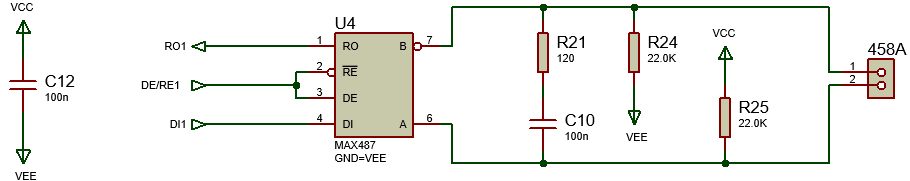 VCC
C12
100n
VEE
RO1
DE/RE1
DI1
U4
1
RO
2
RE
3
DE
4
DI
B
7
A
6
MAX487
GND=VEE
R21
120
C10
100n
R24
22.0K
VEE
VCC
R25
22.0K
458A
1
2